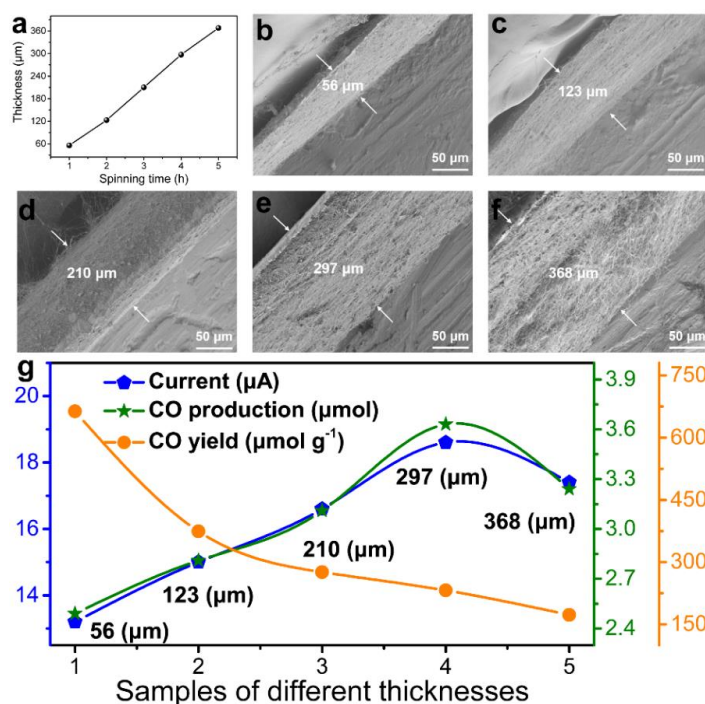 a
360
300
240
180
120
60
Thickness (µm)
1 2 3 4 5
Spinning time (h)
b
56 µm
50 µm
c
123 µm
50 µm
d
210 µm
50 µm
e
297 µm
50 µm
f
368 µm
50 µm
g
20
18
16
14
Current (µA)
CO production (µmol)
CO yield (µmol g⁻¹)
56 (µm)
123 (µm)
210 (µm)
297 (µm)
368 (µm)
3.9
3.6
3.3
3.0
2.7
2.4
750
600
450
300
150
1 2 3 4 5
Samples of different thicknesses